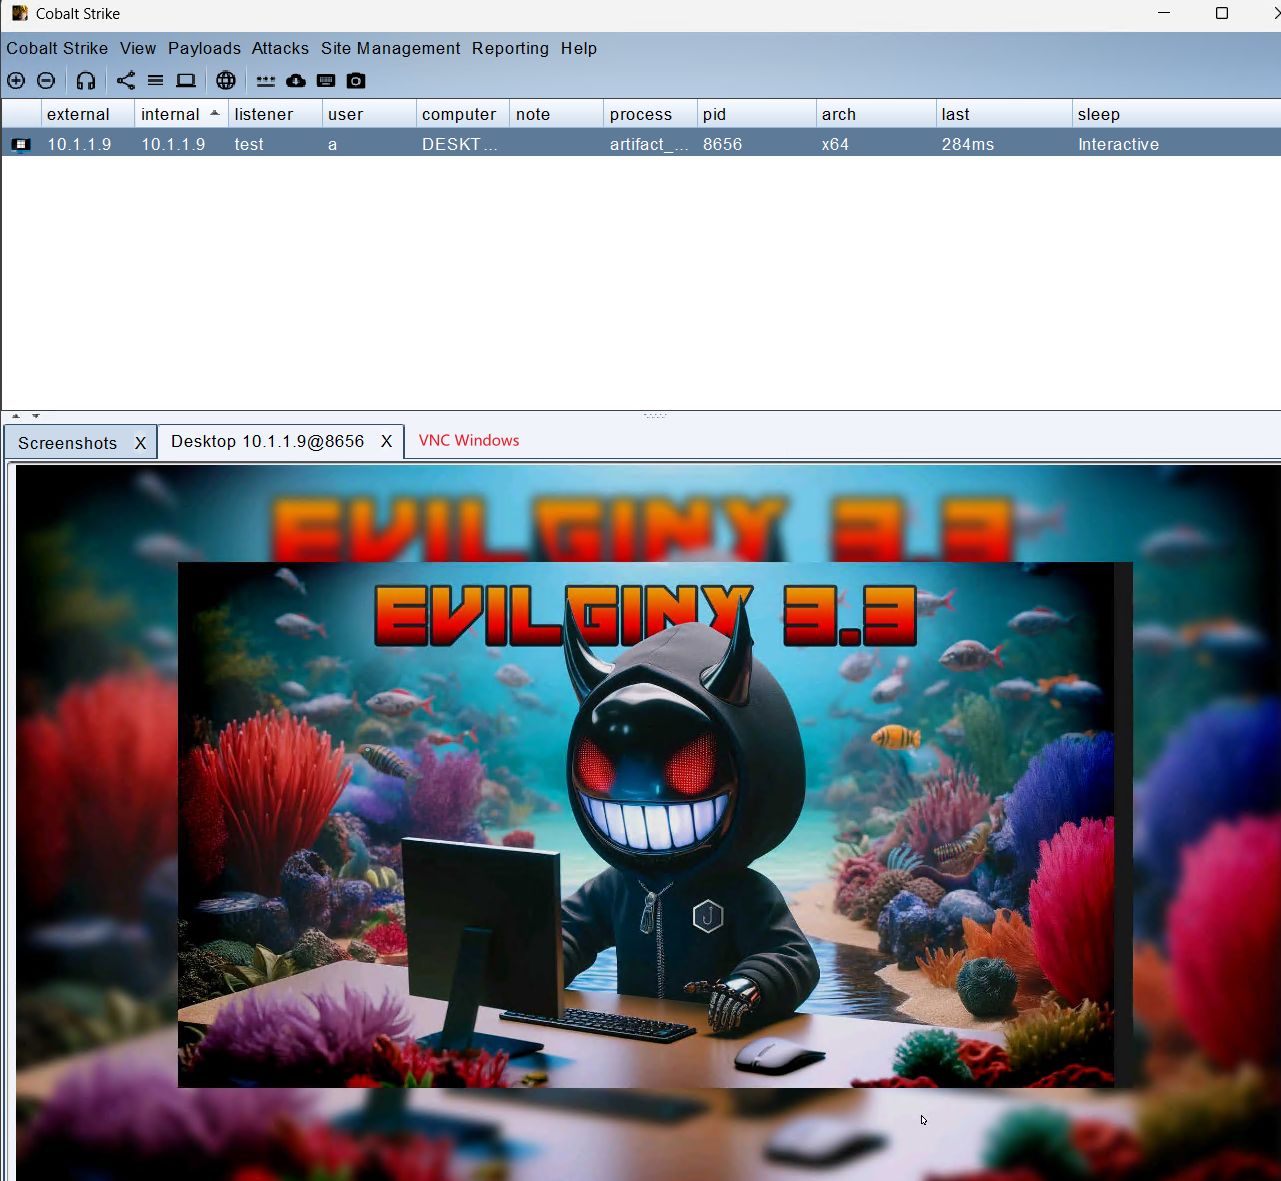 Cobalt Strike
Cobalt Strike View Payloads Attacks Site Management Reporting Help
external internal listener user computer note process pid arch last sleep
10.1.1.9 10.1.1.9 test a DESKT... artifact_... 8656 x64 284ms Interactive
Screenshots X Desktop 10.1.1.9@8656 X VNC Windows
EVILGINX 3.3
EVILGINX 3.3
J